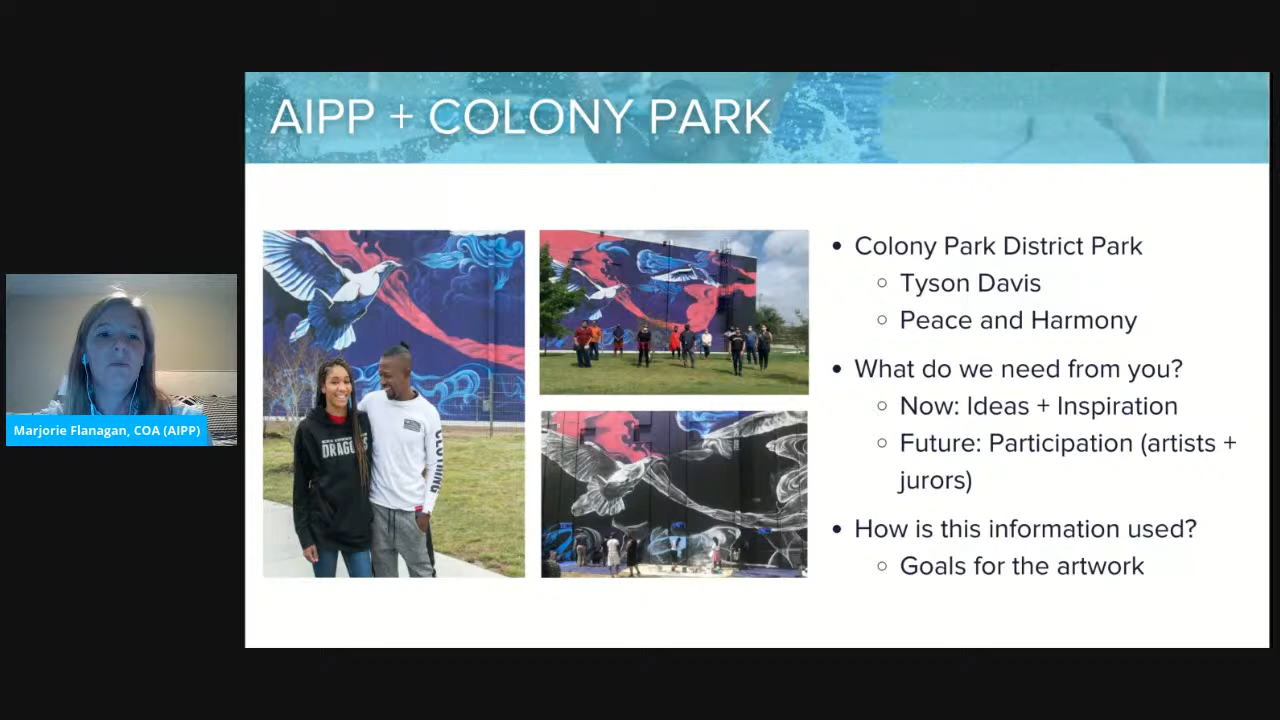 AIPP + COLONY PARK
Marjorie Flanagan, COA (AIPP)
DRAGONS
CLOTHING
• Colony Park District Park
○ Tyson Davis
○ Peace and Harmony
• What do we need from you?
○ Now: Ideas + Inspiration
○ Future: Participation (artists +
jurors)
• How is this information used?
○ Goals for the artwork